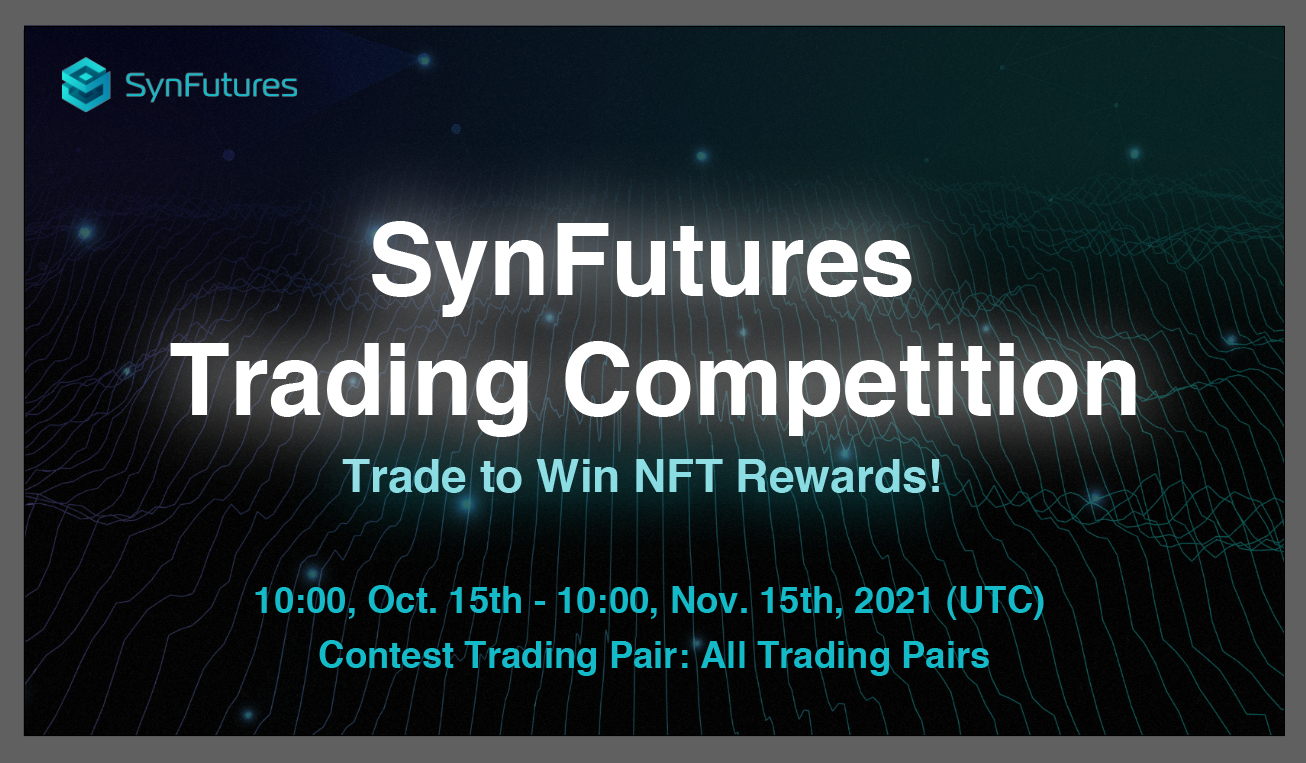 SynFutures
SynFutures
Trading Competition
Trade to Win NFT Rewards!
10:00, Oct. 15th - 10:00, Nov. 15th, 2021 (UTC)
Contest Trading Pair: All Trading Pairs